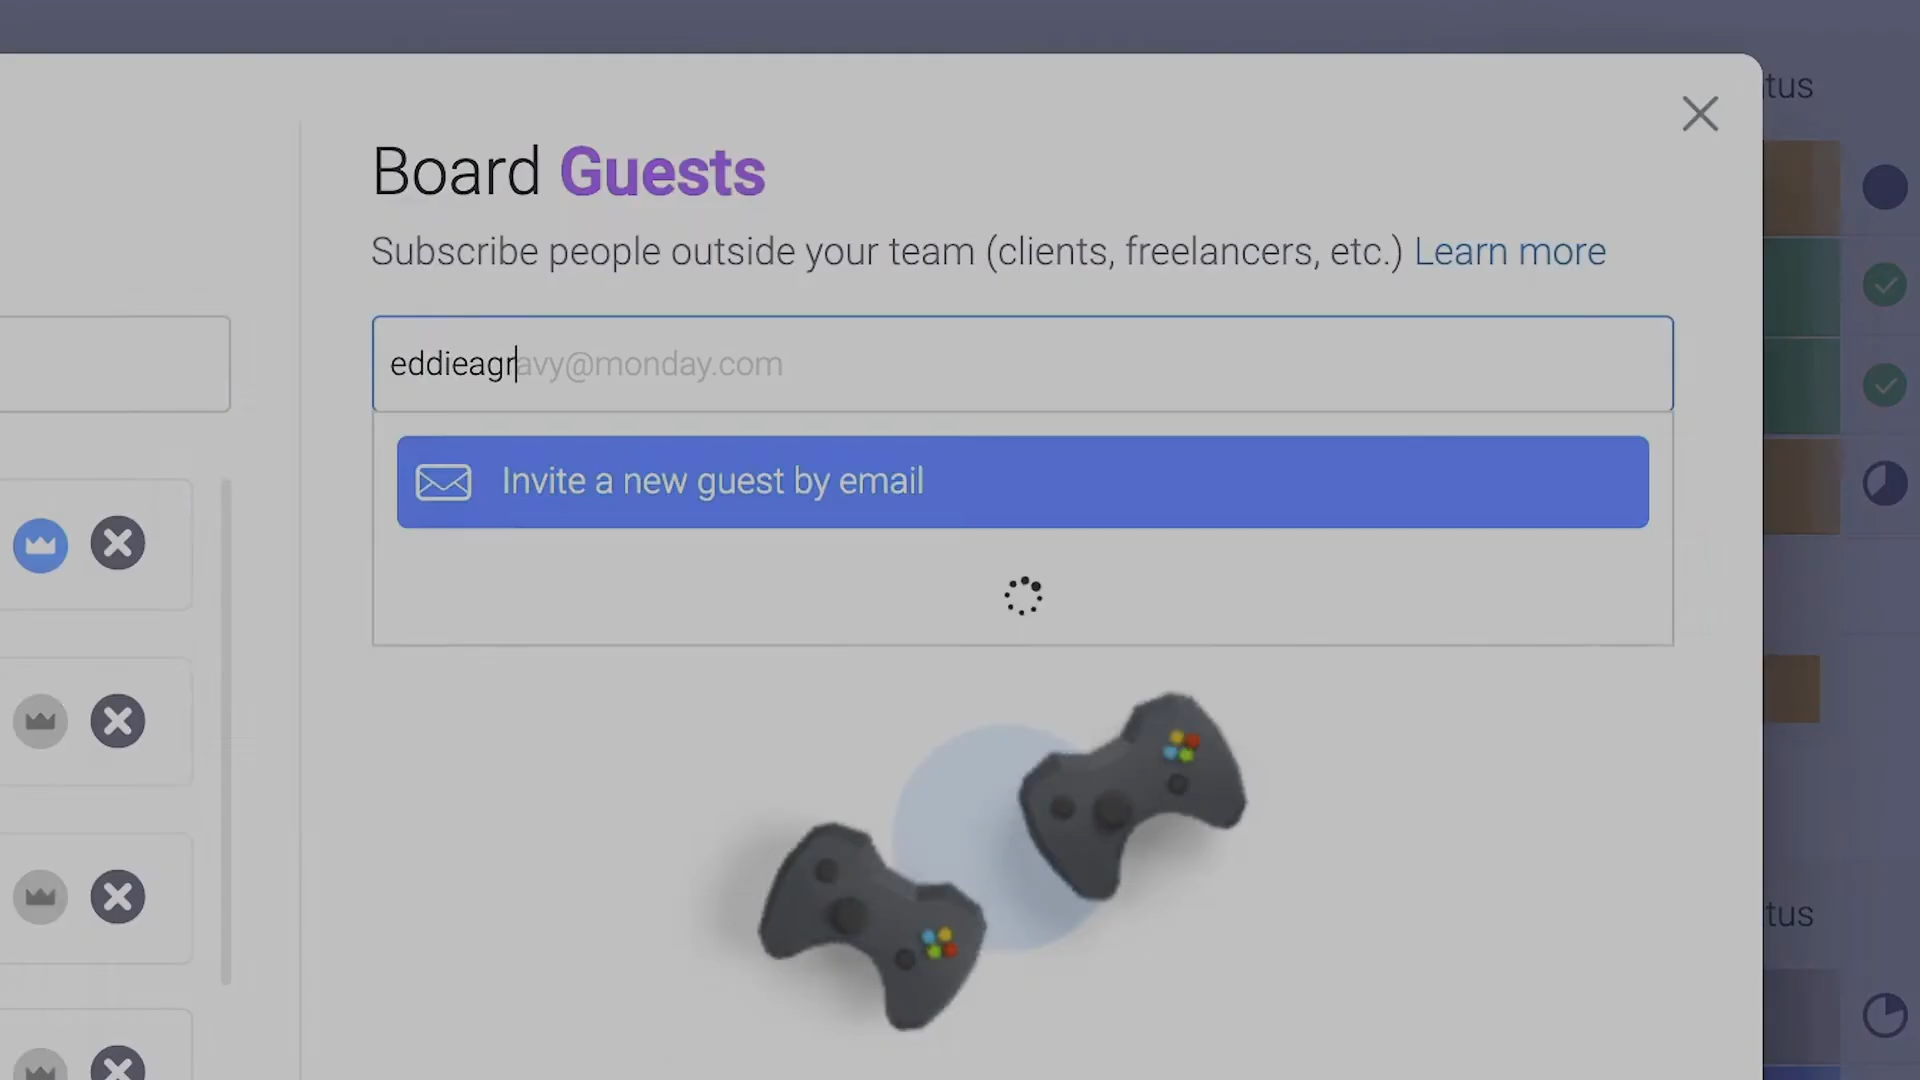 tus
Board Guests
Subscribe people outside your team (clients, freelancers, etc.) Learn more
eddieagravy@monday.com
Invite a new guest by email
tus